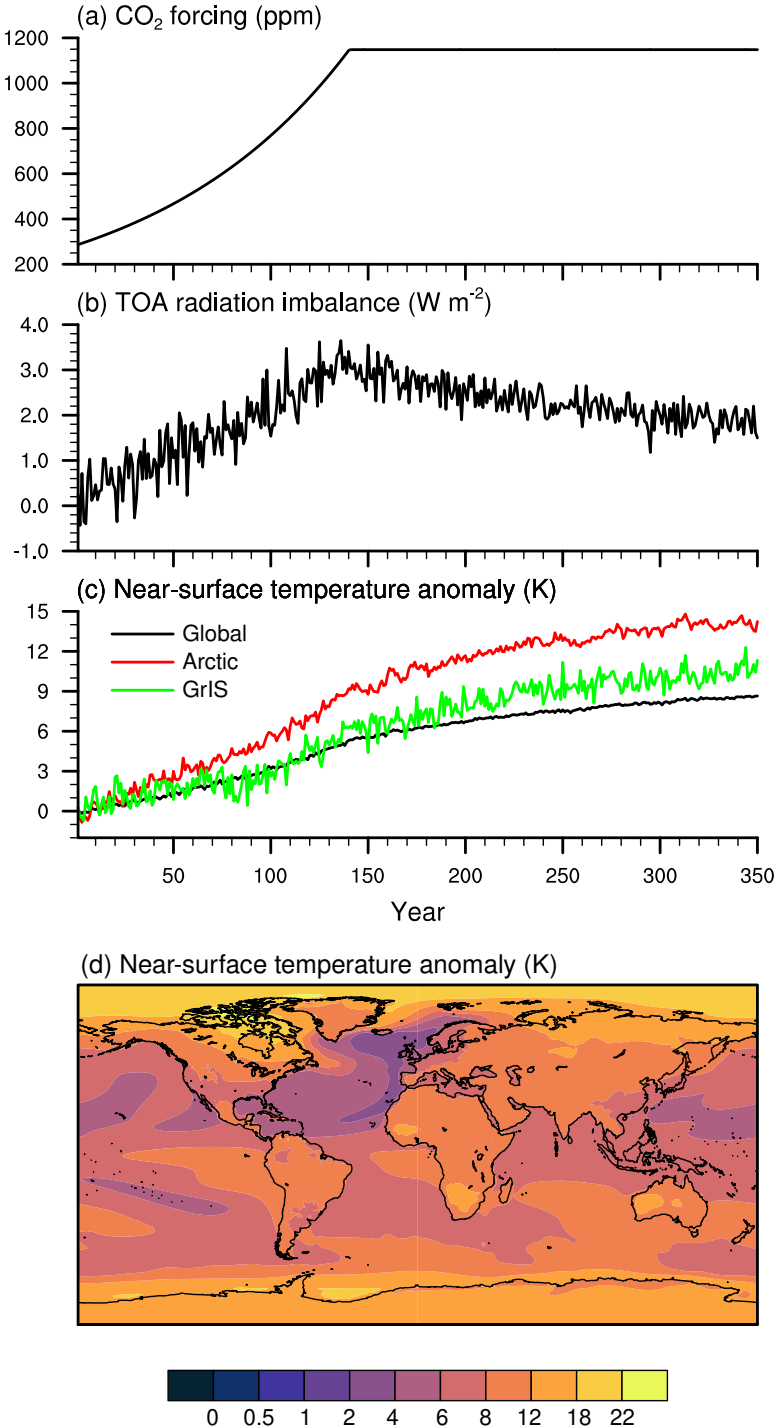 (a) CO₂ forcing (ppm)
1200
1000
800
600
400
200
(b) TOA radiation imbalance (W m⁻²)
4.0
3.0
2.0
1.0
0.0
-1.0
(c) Near-surface temperature anomaly (K)
15
12
9
6
3
0
Global
Arctic
GrIS
50 100 150 200 250 300 350
Year
(d) Near-surface temperature anomaly (K)
0 0.5 1 2 4 6 8 12 18 22